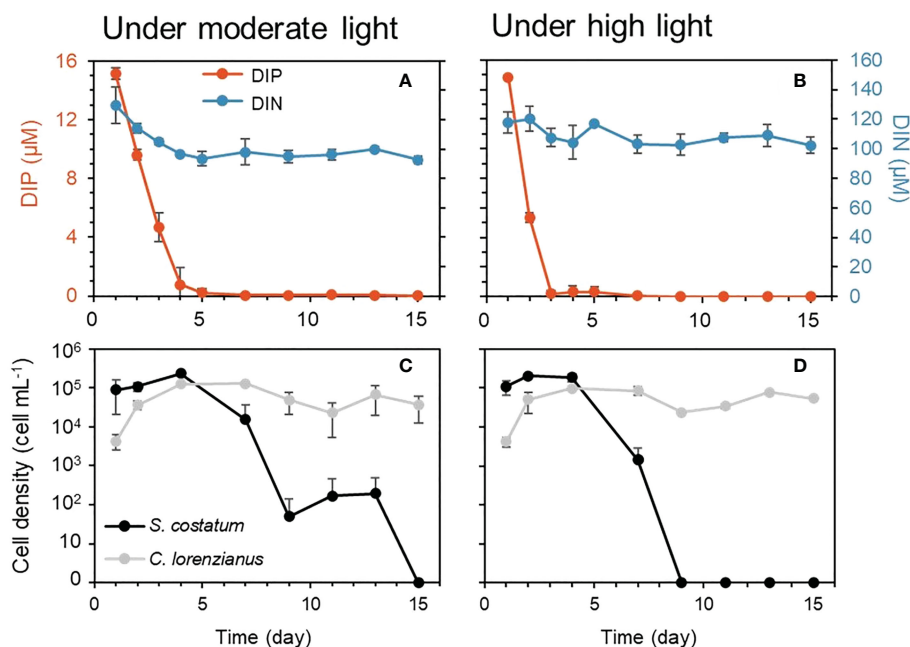 Under moderate light
Under high light
16
12
8
4
0
DIP (µM)
DIP
DIN
A
0
5
10
15
B
160
140
120
100
80
60
40
20
0
DIN (µM)
0
5
10
15
10⁶
10⁵
10⁴
10³
10²
10
0
Cell density (cell mL⁻¹)
C
S. costatum
C. lorenzianus
0
5
10
15
Time (day)
D
0
5
10
15
Time (day)